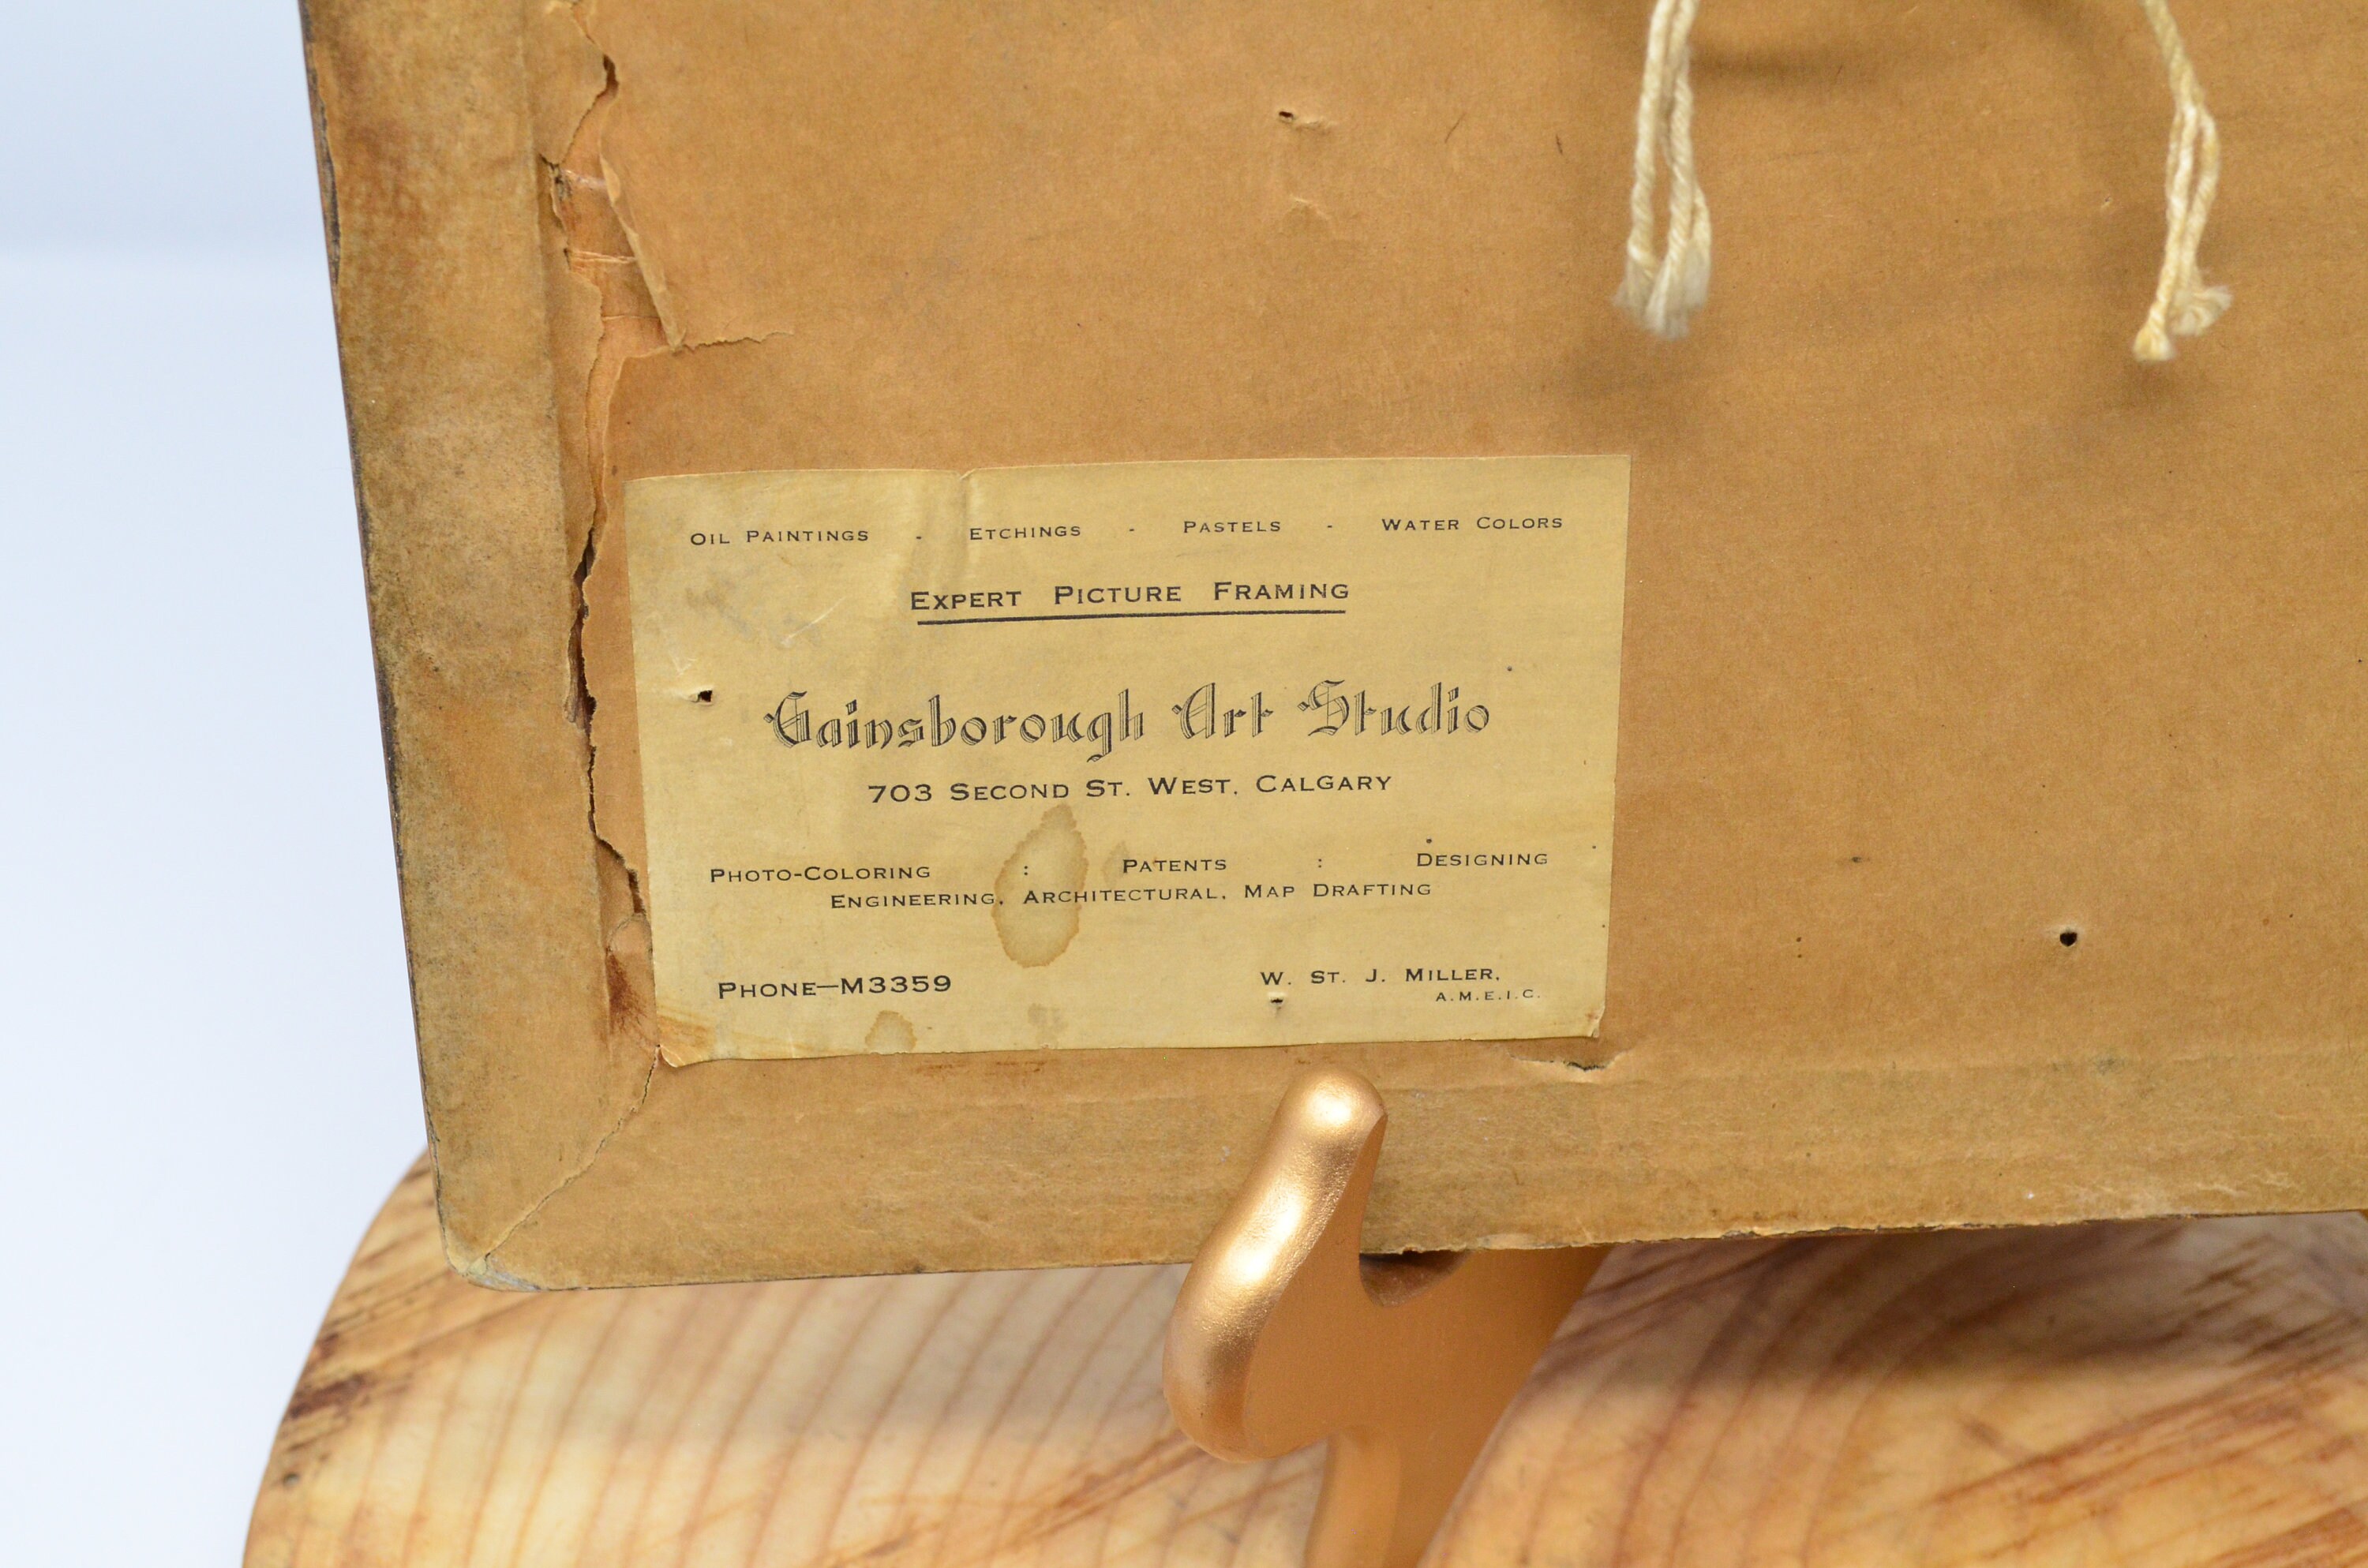 OIL PAINTINGS - ETCHINGS - PASTELS - WATER COLORS
EXPERT PICTURE FRAMING
Gainsborough Art Studio
703 SECOND ST. WEST, CALGARY
PHOTO-COLORING : PATENTS : DESIGNING
ENGINEERING, ARCHITECTURAL, MAP DRAFTING
PHONE—M3359
W. ST. J. MILLER,
A.M.E.I.C.